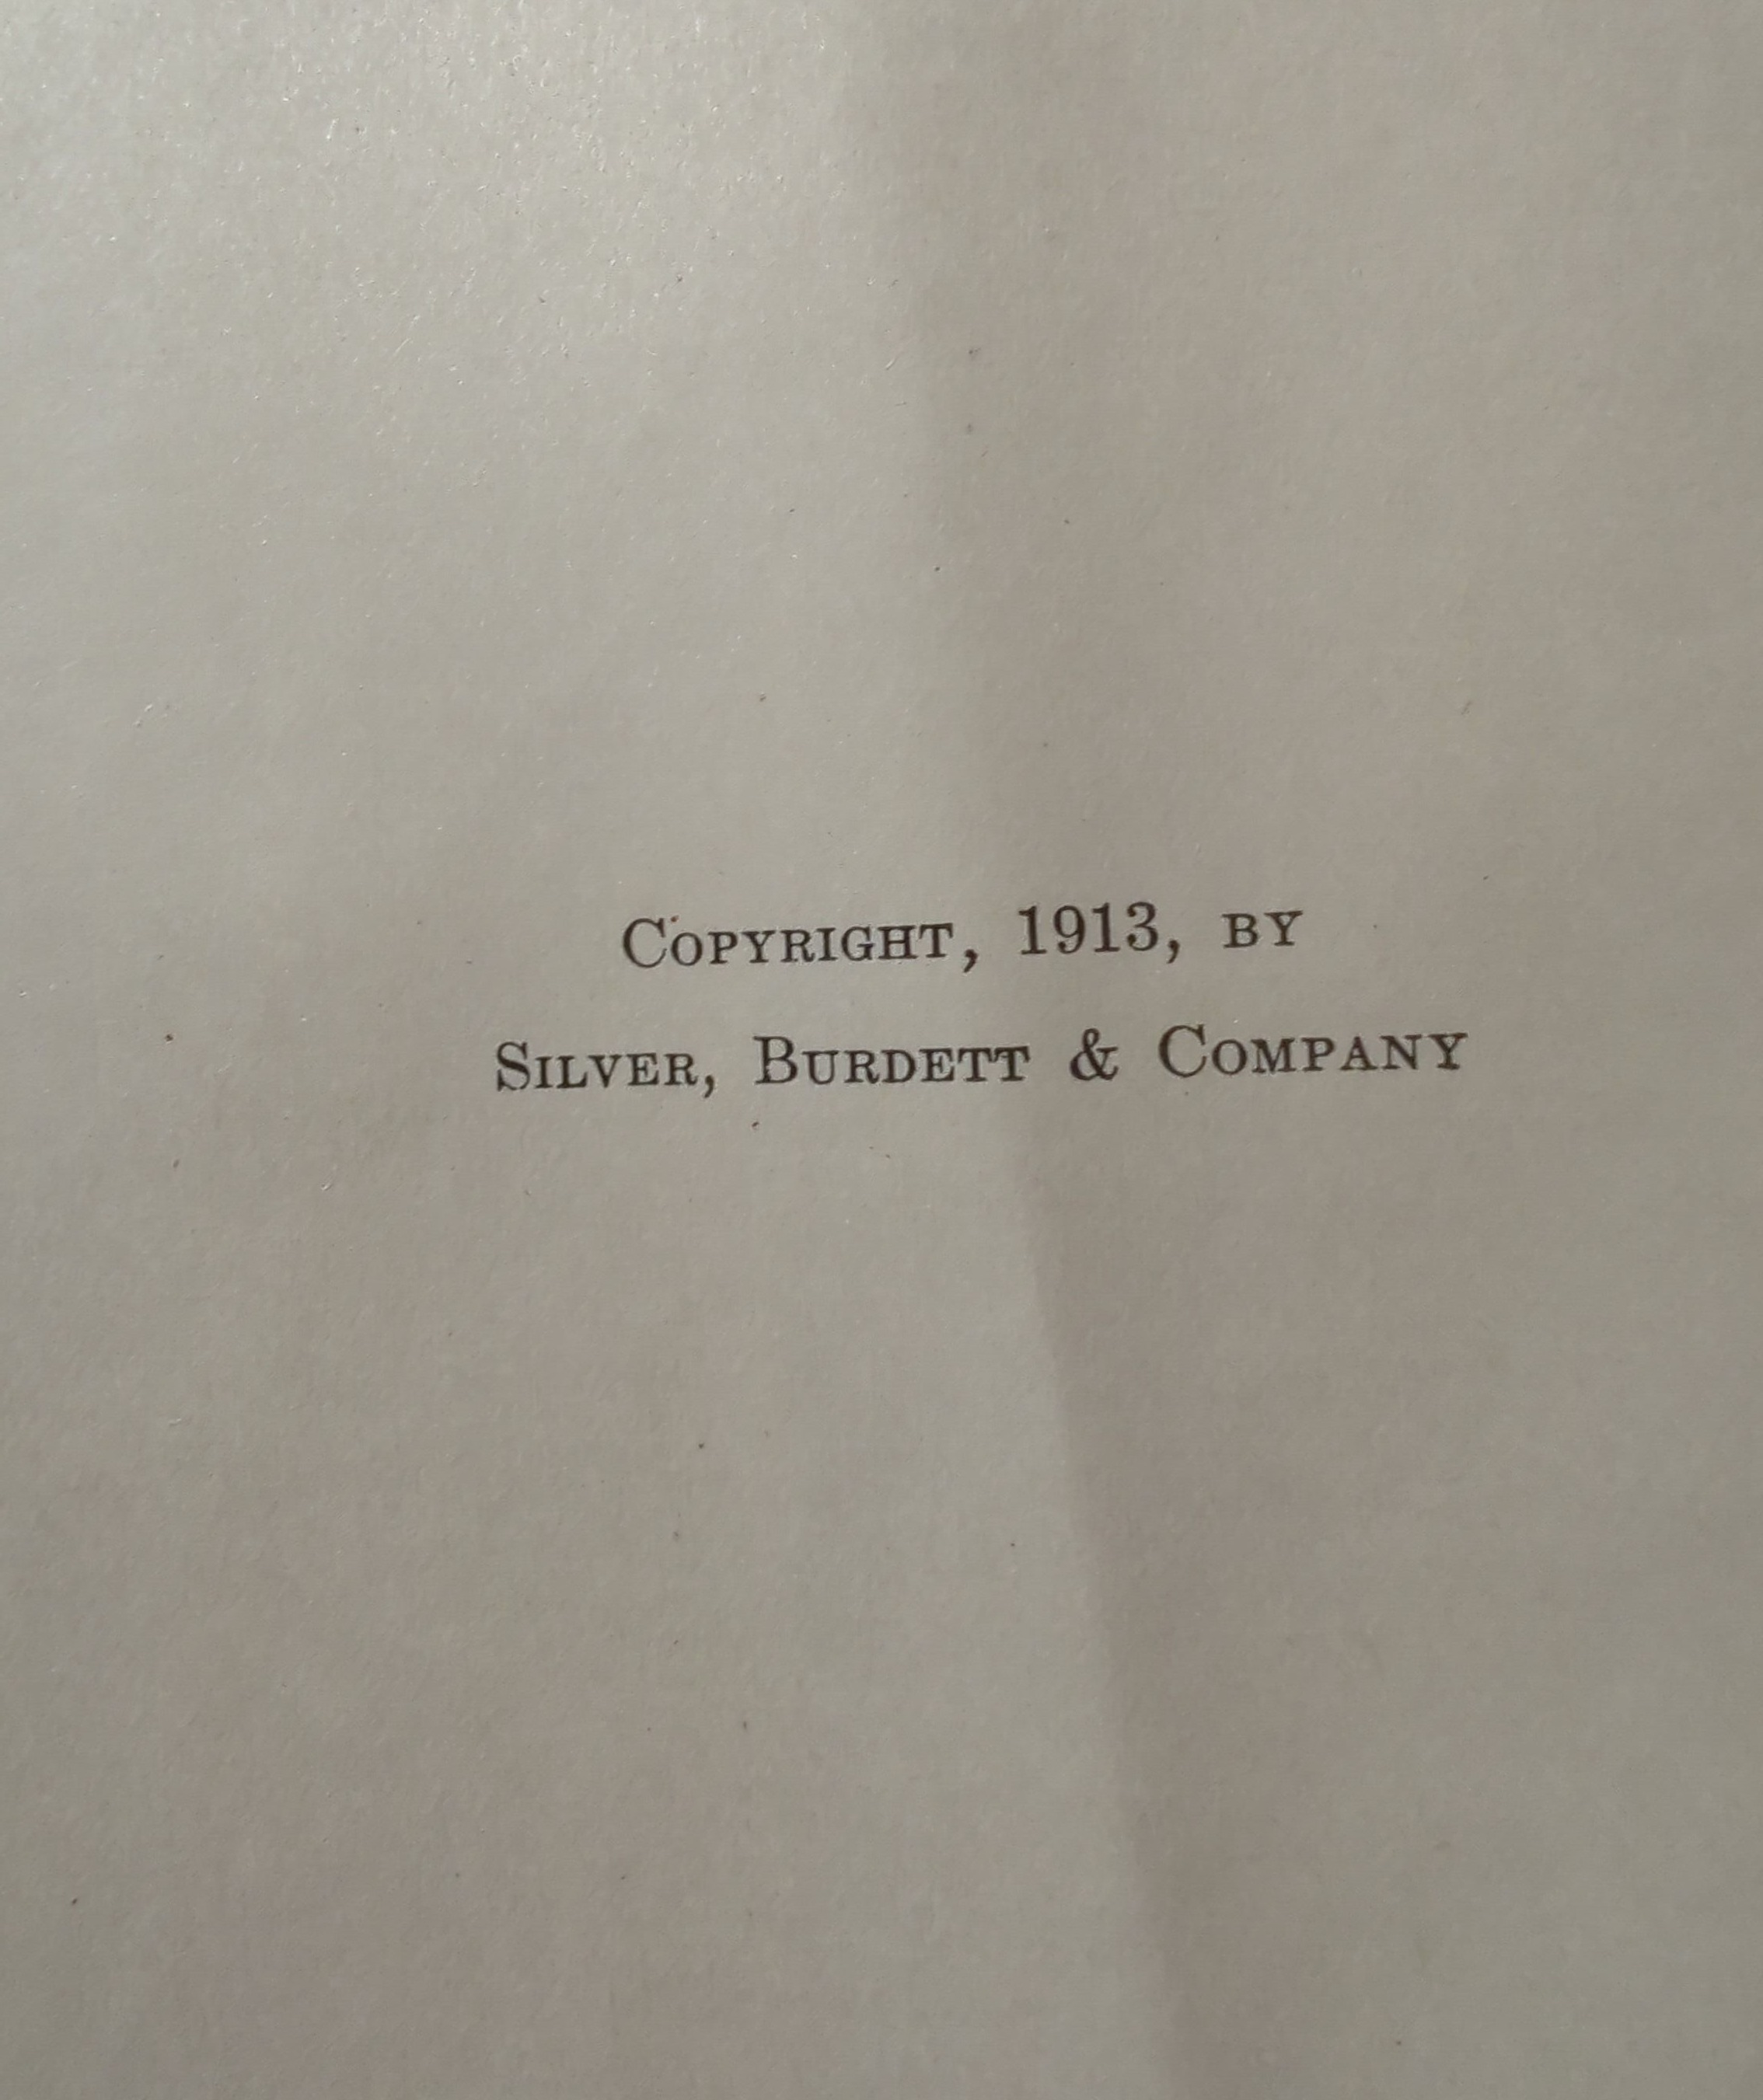 Copyright, 1913, by
Silver, Burdett & Company